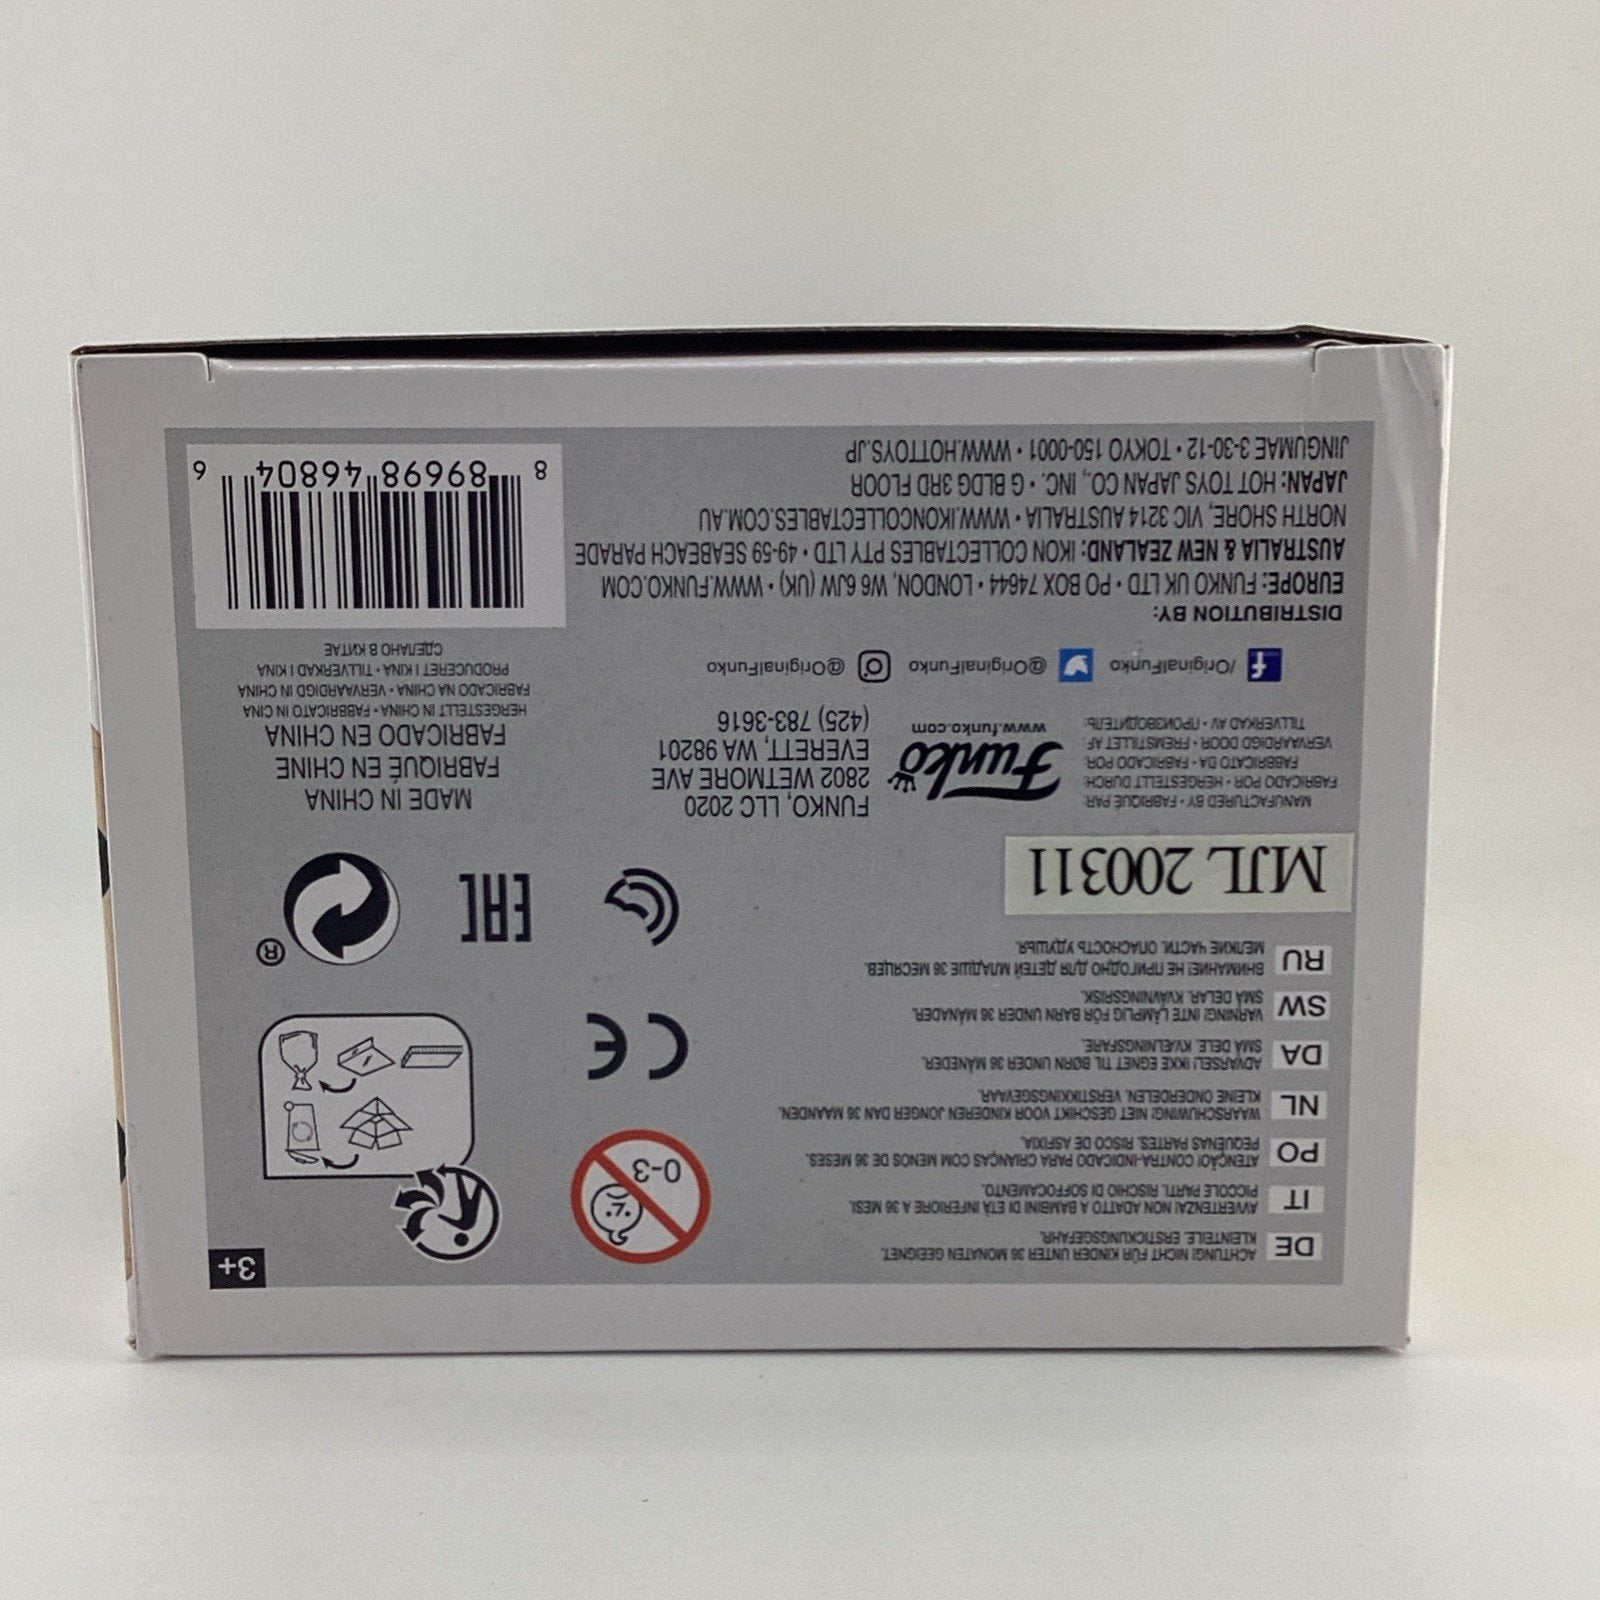 3+
DE
ACHTUNG! NICHT FÜR KINDER UNTER 36 MONATEN GEEIGNET.
KLEINTEILE. ERSTICKUNGSGEFAHR.
IT
AVVERTENZA! NON ADATTO A BAMBINI DI ETÀ INFERIORE A 36 MESI.
PICCOLE PARTI. RISCHIO DI SOFFOCAMENTO.
PO
ATENÇÃO! CONTRA-INDICADO PARA CRIANÇAS COM MENOS DE 36 MESES.
PEQUENAS PARTES. RISCO DE ASFIXIA.
NL
WAARSCHUWING! NIET GESCHIKT VOOR KINDEREN JONGER DAN 36 MAANDEN.
KLEINE ONDERDELEN. VERSTIKKINGSGEVAAR.
DA
ADVARSEL! IKKE EGNET TIL BØRN UNDER 36 MÅNEDER.
SMÅ DELE. KVÆLNINGSFARE.
SW
VARNING! INTE LÄMPLIG FÖR BARN UNDER 36 MÅNADER.
SMÅ DELAR. KVÄVNINGSRISK.
RU
ВНИМАНИЕ! НЕ ПРИГОДНО ДЛЯ ДЕТЕЙ МЛАДШЕ 36 МЕСЯЦЕВ.
МЕЛКИЕ ЧАСТИ. ОПАСНОСТЬ УДУШЬЯ.
0-3
CE
EAC
®
MJL 200311
MANUFACTURED BY • FABRIQUÉ PAR:
FABRICADO POR • HERGESTELLT DURCH:
FABBRICATO DA • FABRICADO POR:
VERVAARDIGD DOOR • FREMSTILLET AF:
TILLVERKAD AV • ПРОИЗВОДИТЕЛЬ:
Funko
www.funko.com
FUNKO, LLC 2020
2802 WETMORE AVE
EVERETT, WA 98201
(425) 783-3616
MADE IN CHINA
FABRIQUÉ EN CHINE
FABRICADO EN CHINA
HERGESTELLT IN CHINA • FABBRICATO IN CINA
FABRICADO NA CHINA • VERVAARDIGD IN CHINA
PRODUCERET I KINA • TILLVERKAD I KINA
СДЕЛАНО В КИТАЕ
/OriginalFunko @OriginalFunko @OriginalFunko
DISTRIBUTION BY:
EUROPE: FUNKO UK LTD • PO BOX 74644 • LONDON, W6 6JW (UK) • WWW.FUNKO.COM
AUSTRALIA & NEW ZEALAND: IKON COLLECTABLES PTY LTD • 49-59 SEABEACH PARADE
NORTH SHORE, VIC 3214 AUSTRALIA • WWW.IKONCOLLECTABLES.COM.AU
JAPAN: HOT TOYS JAPAN CO., INC. • G BLDG 3RD FLOOR
JINGUMAE 3-30-12 • TOKYO 150-0001 • WWW.HOTTOYS.JP
8 89698 46804 6